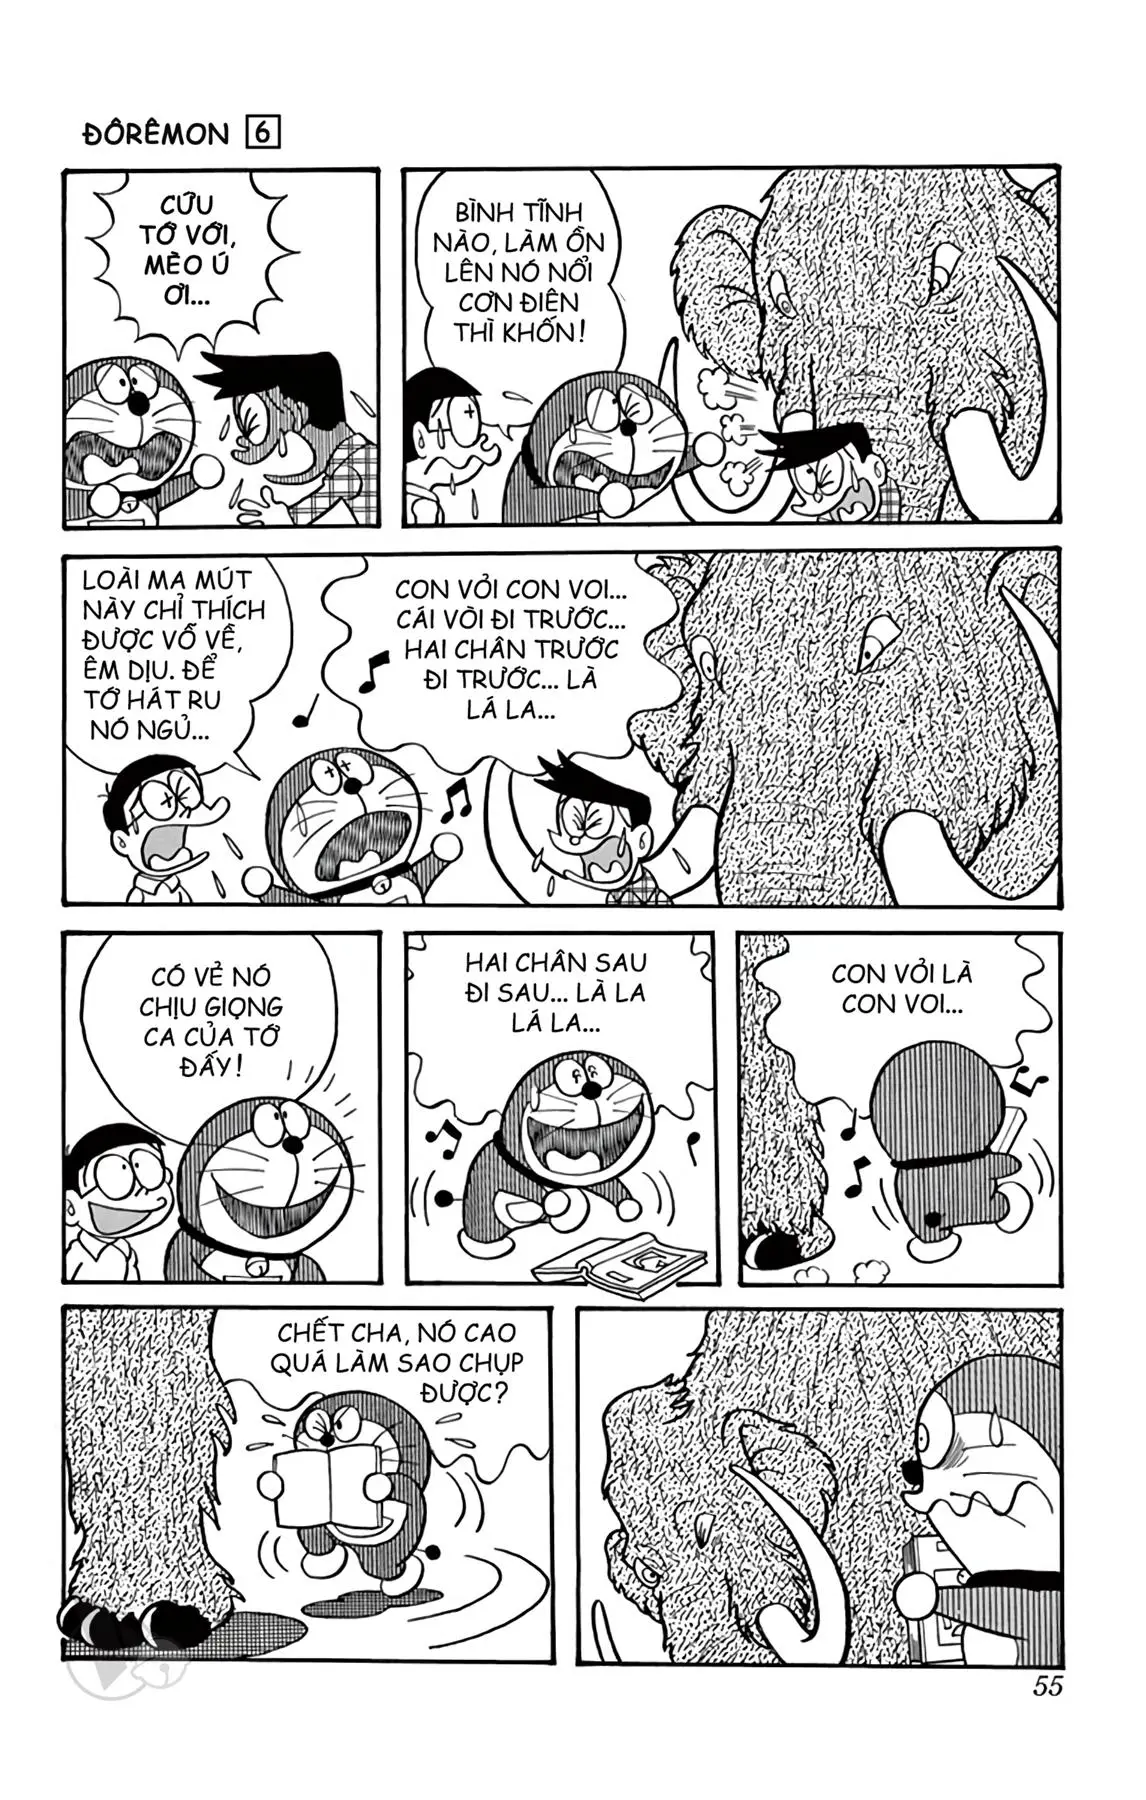 ĐÔRÊMON 6
CỨU
TỚ VỚI,
MÈO Ú
ƠI...
BÌNH TĨNH
NÀO, LÀM ỒN
LÊN NÓ NỔI
CƠN ĐIÊN
THÌ KHỐN!
LOÀI MA MÚT
NÀY CHỈ THÍCH
ĐƯỢC VỖ VỀ,
ÊM DỊU. ĐỂ
TỚ HÁT RU
NÓ NGỦ...
CON VỎI CON VOI...
CÁI VÒI ĐI TRƯỚC...
HAI CHÂN TRƯỚC
ĐI TRƯỚC... LÀ
LÁ LA...
CÓ VẺ NÓ
CHỊU GIỌNG
CA CỦA TỚ
ĐẤY!
HAI CHÂN SAU
ĐI SAU... LÀ LA
LÁ LA...
CON VỎI LÀ
CON VOI...
CHẾT CHA, NÓ CAO
QUÁ LÀM SAO CHỤP
ĐƯỢC?
55